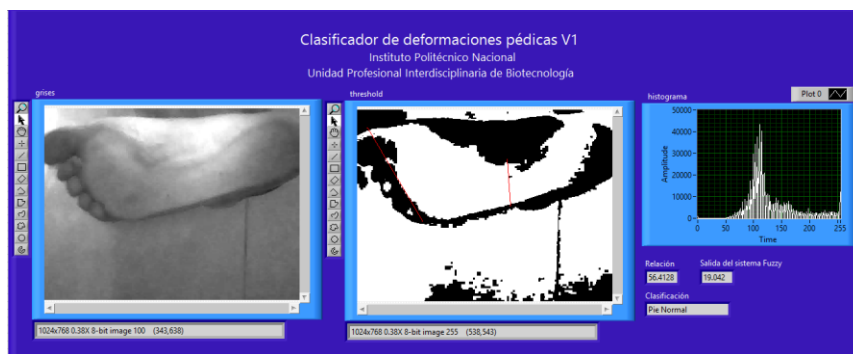 Clasificador de deformaciones pédicas V1
Instituto Politécnico Nacional
Unidad Profesional Interdisciplinaria de Biotecnología
grises
1024x768 0.38X 8-bit image 100 (343,638)
threshold
1024x768 0.38X 8-bit image 255 (538,543)
histograma
Plot 0
Amplitude
50000
40000
30000
20000
10000
0
0 50 100 150 200 255
Time
Relación Salida del sistema Fuzzy
56.4128 19.042
Clasificación
Pie Normal